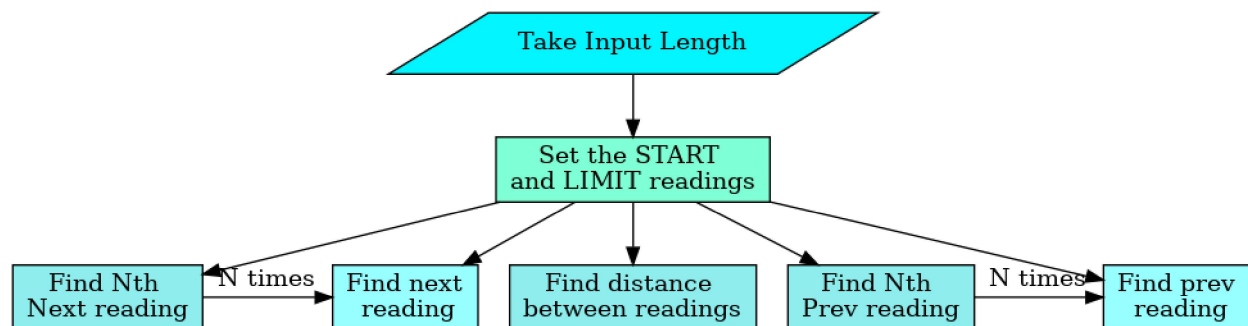 Take Input Length
Set the START
and LIMIT readings
Find Nth
Next reading
N times
Find next
reading
Find distance
between readings
Find Nth
Prev reading
N times
Find prev
reading